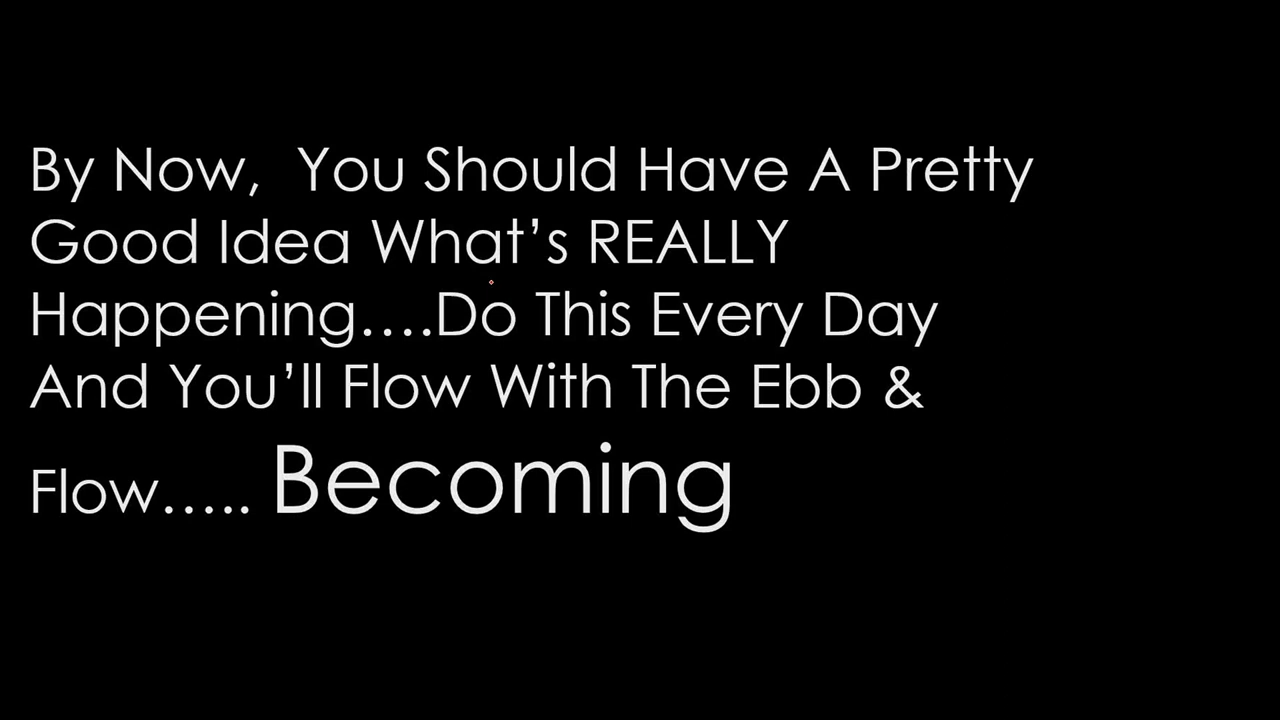 By Now,  You Should Have A Pretty
Good Idea What’s REALLY
Happening….Do This Every Day
And You’ll Flow With The Ebb &
Flow….. Becoming